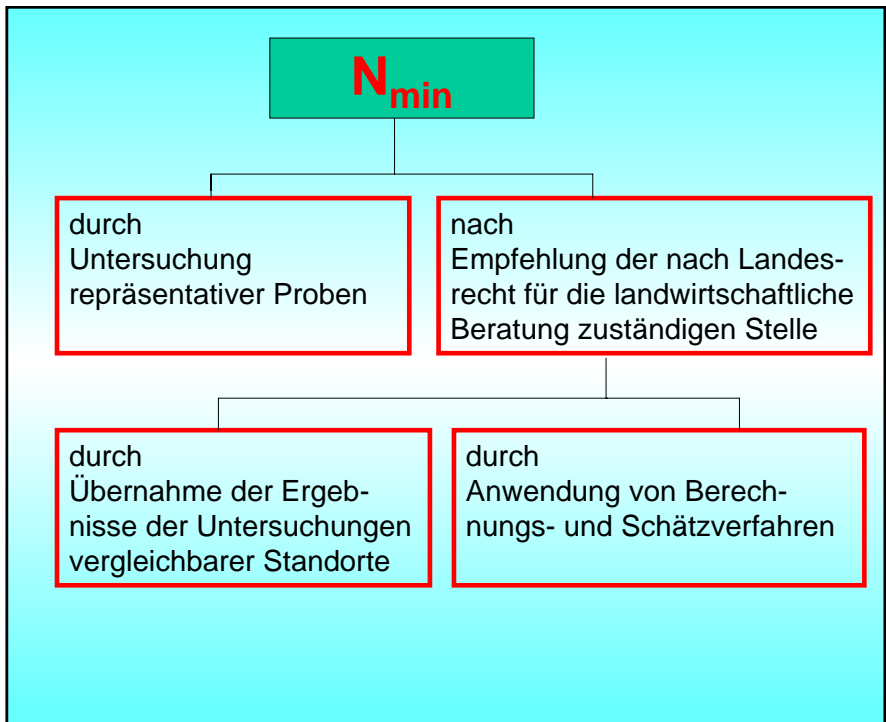 Nmin
durch
Untersuchung
repräsentativer Proben
nach
Empfehlung der nach Landes-
recht für die landwirtschaftliche
Beratung zuständigen Stelle
durch
Übernahme der Ergeb-
nisse der Untersuchungen
vergleichbarer Standorte
durch
Anwendung von Berech-
nungs- und Schätzverfahren